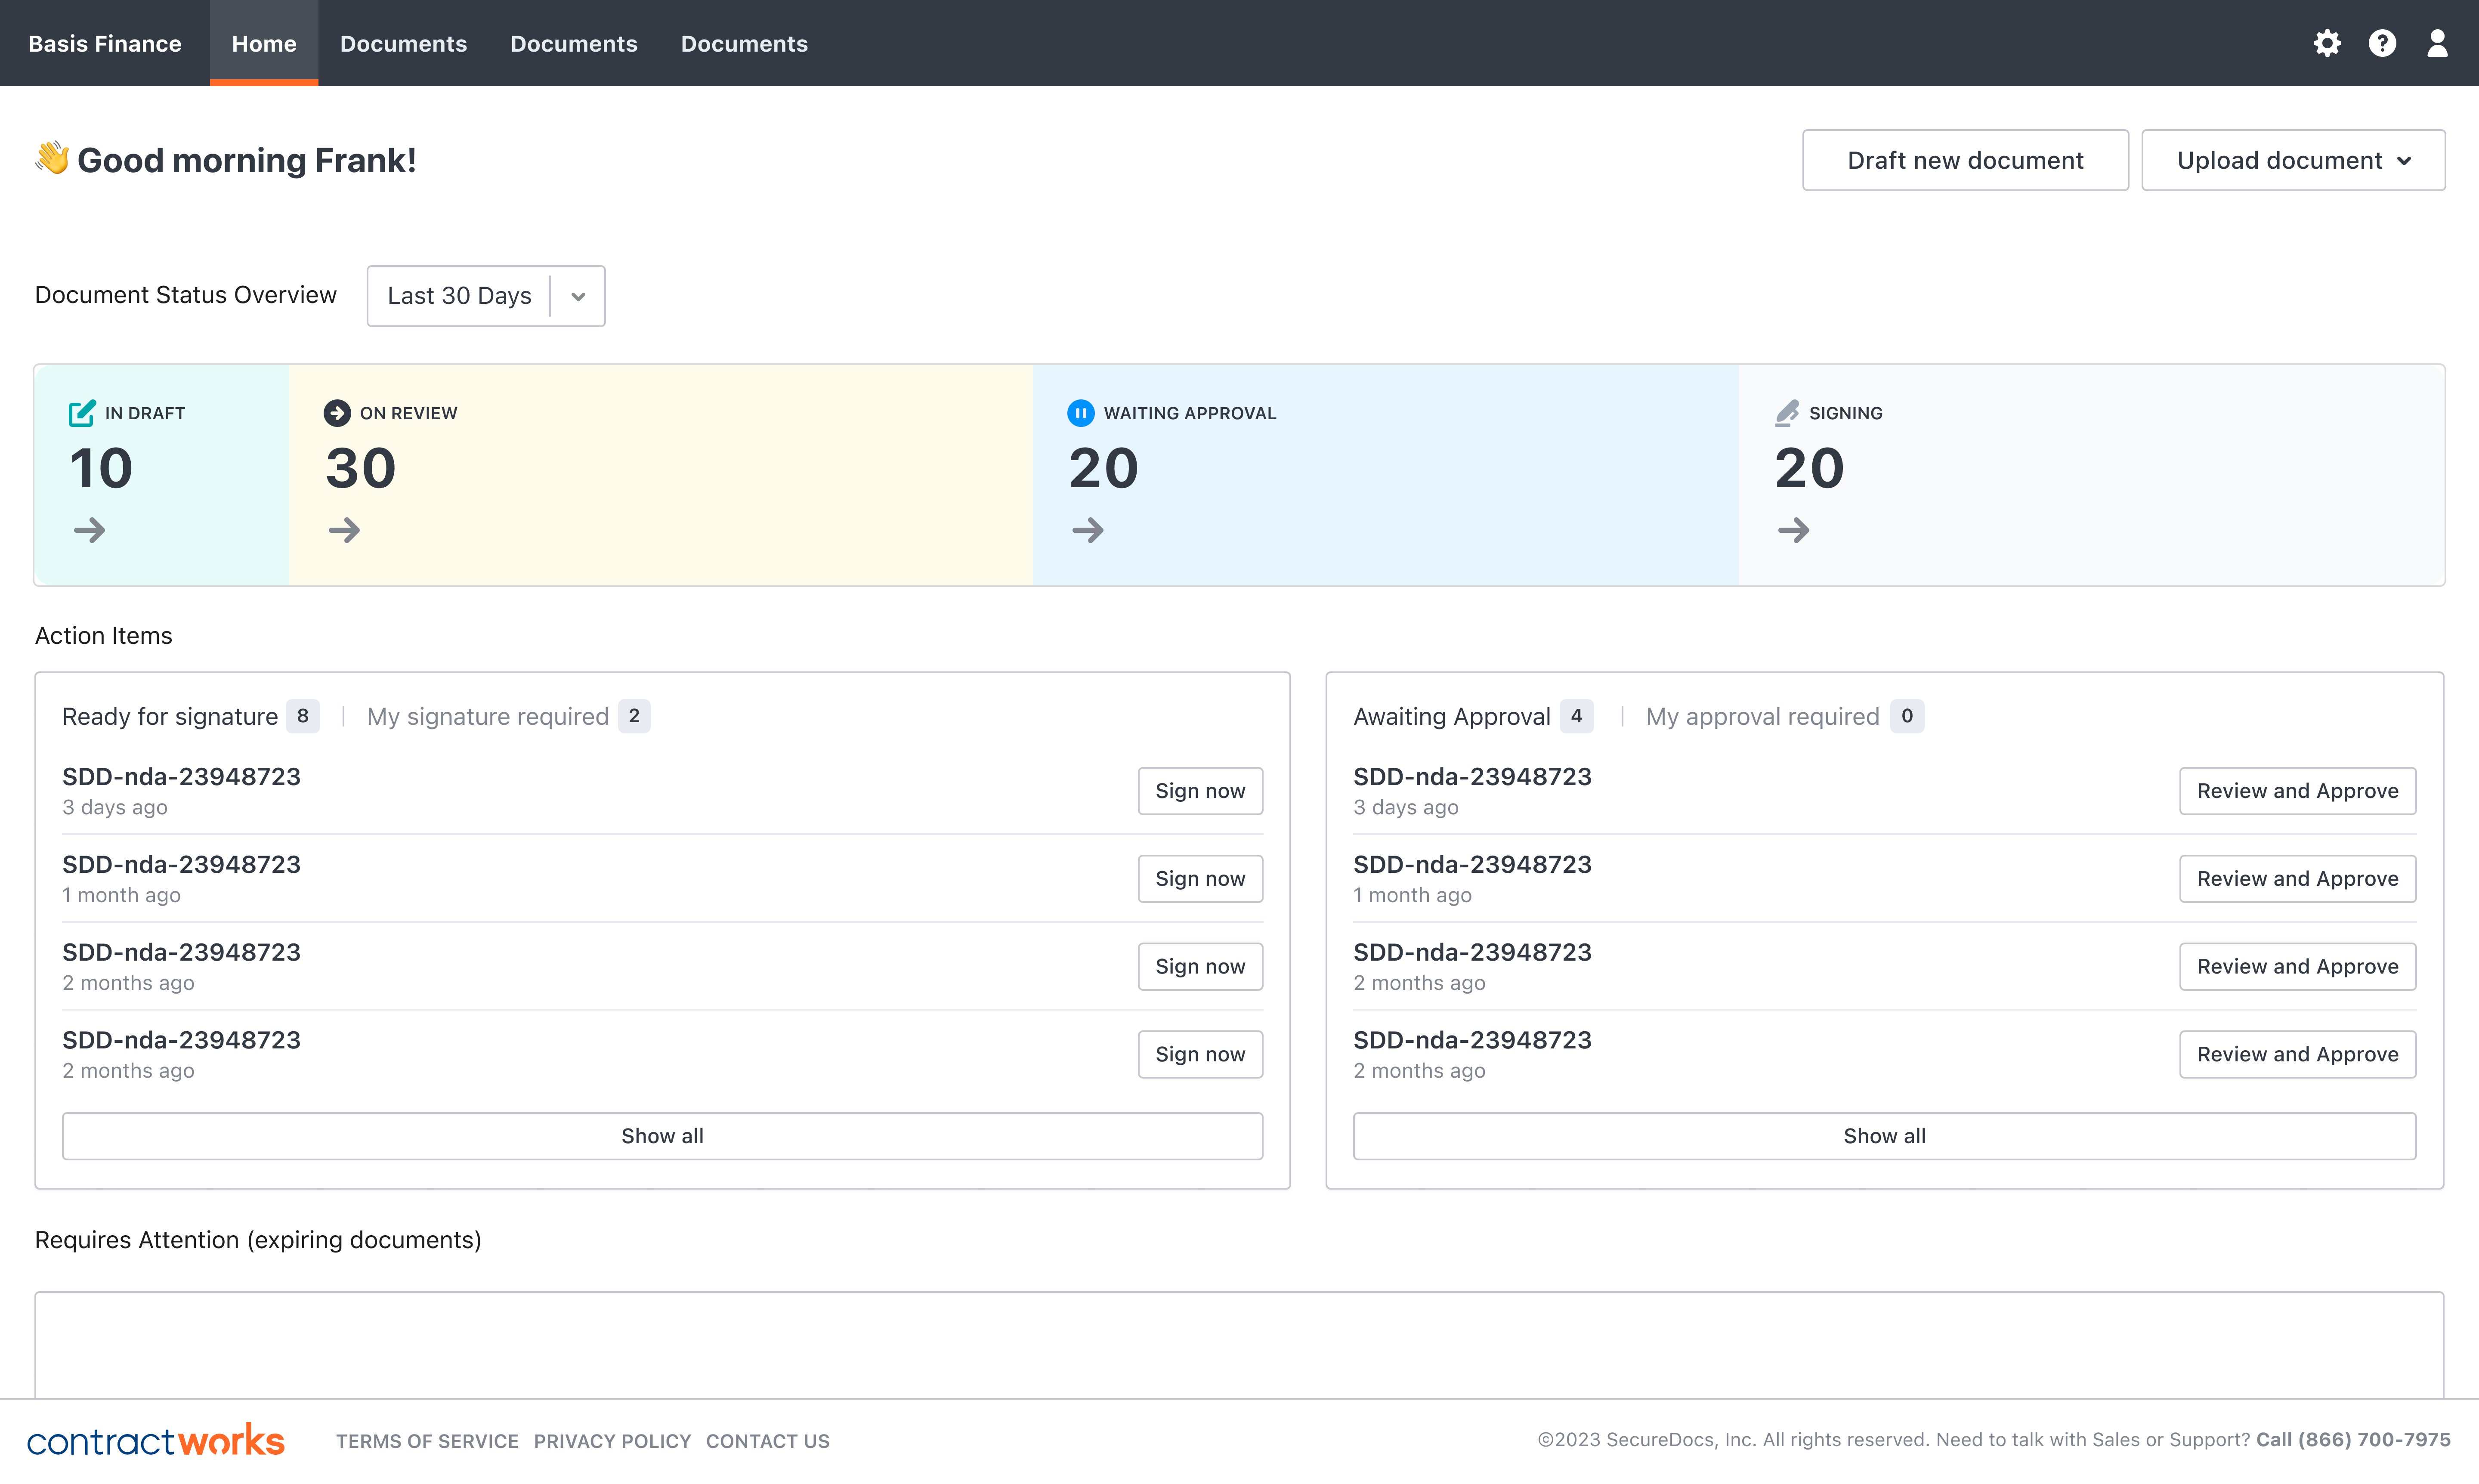 Basis Finance Home Documents Documents Documents
Good morning Frank!
Draft new document
Upload document
Document Status Overview
Last 30 Days
IN DRAFT
10
ON REVIEW
30
WAITING APPROVAL
20
SIGNING
20
Action Items
Ready for signature 8 | My signature required 2
SDD-nda-23948723
3 days ago
Sign now
SDD-nda-23948723
1 month ago
Sign now
SDD-nda-23948723
2 months ago
Sign now
SDD-nda-23948723
2 months ago
Sign now
Show all
Awaiting Approval 4 | My approval required 0
SDD-nda-23948723
3 days ago
Review and Approve
SDD-nda-23948723
1 month ago
Review and Approve
SDD-nda-23948723
2 months ago
Review and Approve
SDD-nda-23948723
2 months ago
Review and Approve
Show all
Requires Attention (expiring documents)
contractworks
TERMS OF SERVICE PRIVACY POLICY CONTACT US
©2023 SecureDocs, Inc. All rights reserved. Need to talk with Sales or Support? Call (866) 700-7975